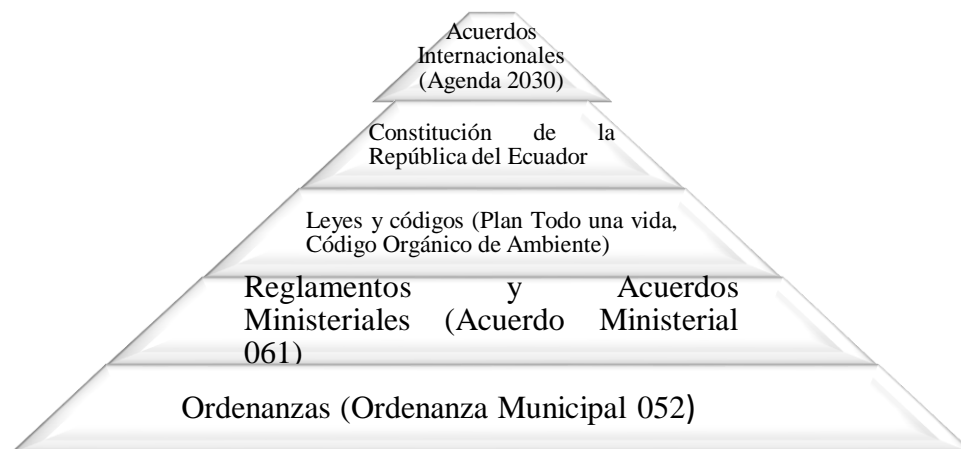 Acuerdos
Internacionales
(Agenda 2030)
Constitución de la
República del Ecuador
Leyes y códigos (Plan Todo una vida,
Código Orgánico de Ambiente)
Reglamentos y Acuerdos
Ministeriales (Acuerdo Ministerial
061)
Ordenanzas (Ordenanza Municipal 052)